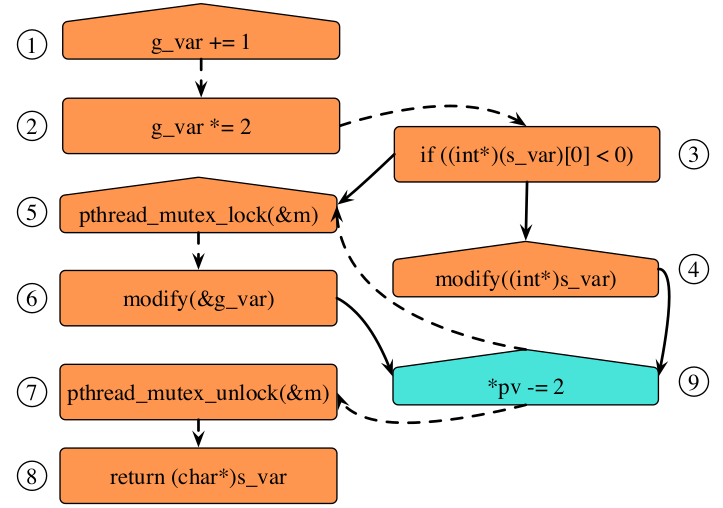 ① g_var += 1
② g_var *= 2
③ if ((int*)(s_var)[0] < 0)
④ modify((int*)s_var)
⑤ pthread_mutex_lock(&m)
⑥ modify(&g_var)
⑦ pthread_mutex_unlock(&m)
⑧ return (char*)s_var
⑨ *pv -= 2